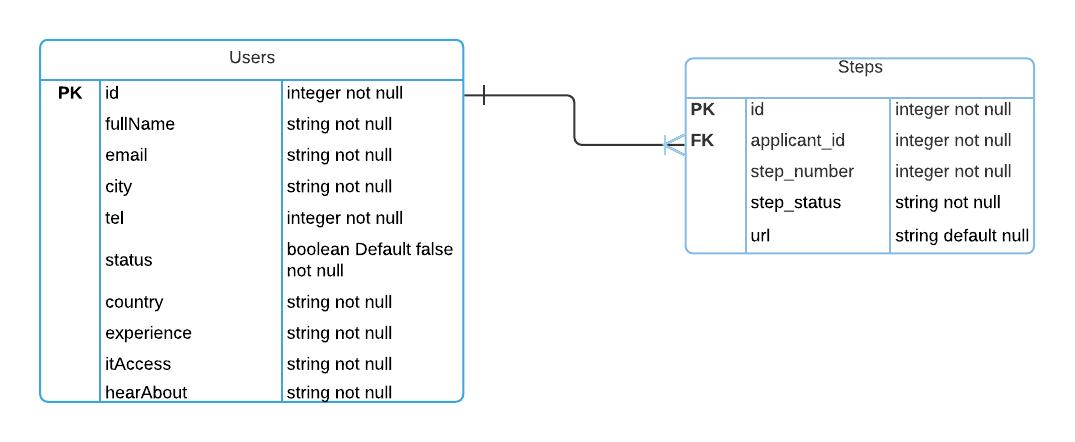 Users
PK id integer not null
fullName string not null
email string not null
city string not null
tel integer not null
status boolean Default false
not null
country string not null
experience string not null
itAccess string not null
hearAbout string not null
Steps
PK id integer not null
FK applicant_id integer not null
step_number integer not null
step_status string not null
url string default null